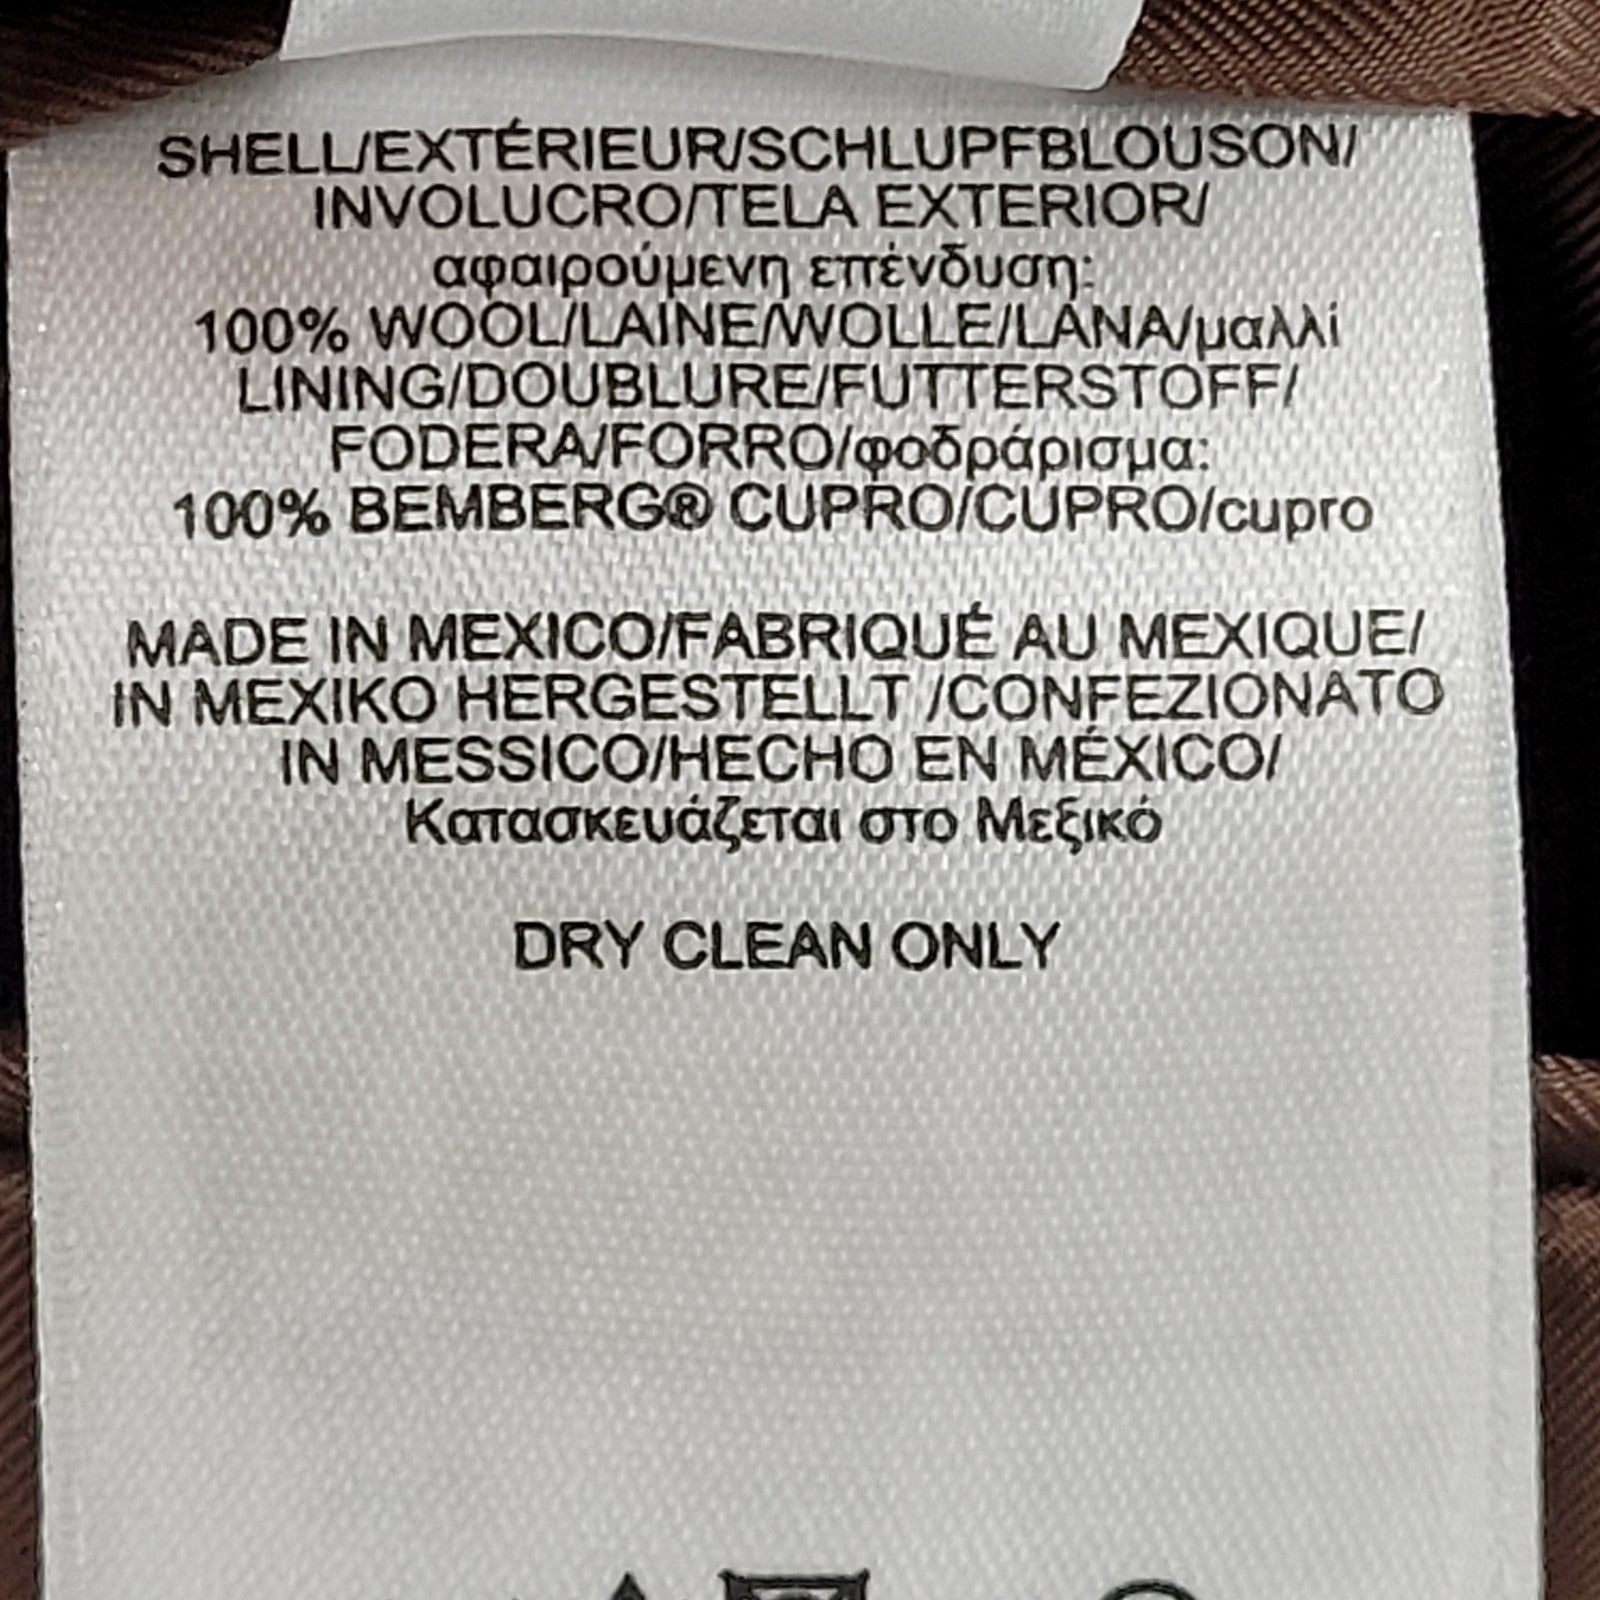 SHELL/EXTÉRIEUR/SCHLUPFBLOUSON/
INVOLUCRO/TELA EXTERIOR/
αφαιρούμενη επένδυση:
100% WOOL/LAINE/WOLLE/LANA/μαλλί
LINING/DOUBLURE/FUTTERSTOFF/
FODERA/FORRO/φοδράρισμα:
100% BEMBERG® CUPRO/CUPRO/cupro
MADE IN MEXICO/FABRIQUÉ AU MEXIQUE/
IN MEXIKO HERGESTELLT /CONFEZIONATO
IN MESSICO/HECHO EN MÉXICO/
Κατασκευάζεται στο Μεξικό
DRY CLEAN ONLY